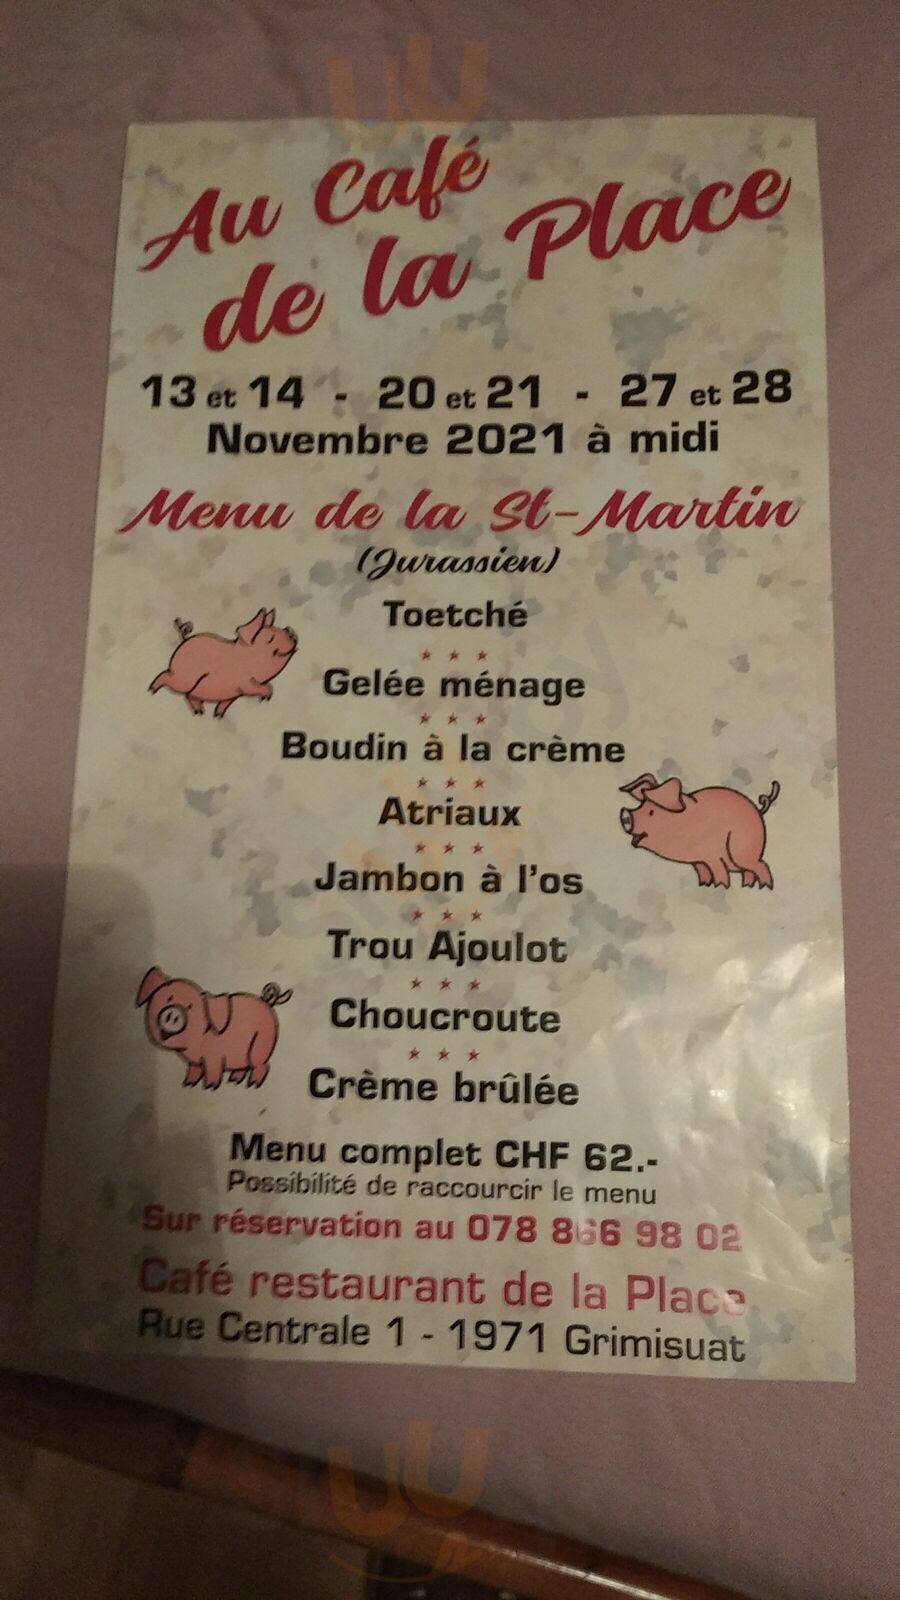 Au Café
de la Place
13 et 14 - 20 et 21 - 27 et 28
Novembre 2021 à midi
Menu de la St-Martin
(Jurassien)
Toetché
* * *
Gelée ménage
* * *
Boudin à la crème
* * *
Atriaux
* * *
Jambon à l'os
* * *
Trou Ajoulot
* * *
Choucroute
* * *
Crème brûlée
Menu complet CHF 62.-
Possibilité de raccourcir le menu
Sur réservation au 078 866 98 02
Café restaurant de la Place
Rue Centrale 1 - 1971 Grimisuat